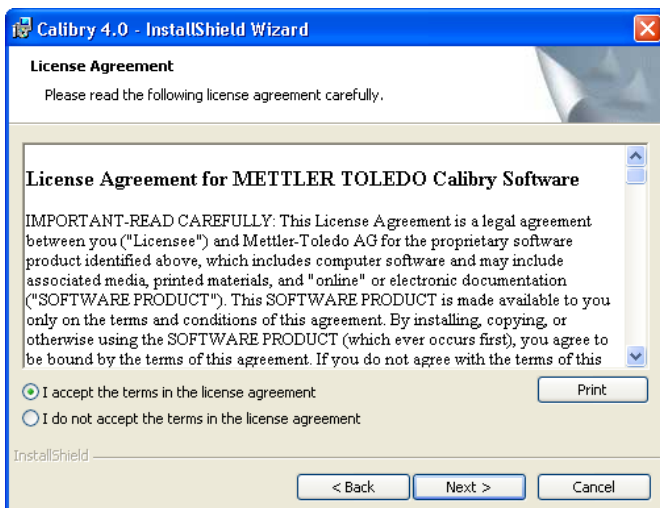 Calibry 4.0 - InstallShield Wizard
License Agreement
Please read the following license agreement carefully.
License Agreement for METTLER TOLEDO Calibry Software
IMPORTANT-READ CAREFULLY: This License Agreement is a legal agreement
between you ("Licensee") and Mettler-Toledo AG for the proprietary software
product identified above, which includes computer software and may include
associated media, printed materials, and "online" or electronic documentation
("SOFTWARE PRODUCT"). This SOFTWARE PRODUCT is made available to you
only on the terms and conditions of this agreement. By installing, copying, or
otherwise using the SOFTWARE PRODUCT (which ever occurs first), you agree to
be bound by the terms of this agreement. If you do not agree with the terms of this
I accept the terms in the license agreement
Print
I do not accept the terms in the license agreement
InstallShield
< Back
Next >
Cancel